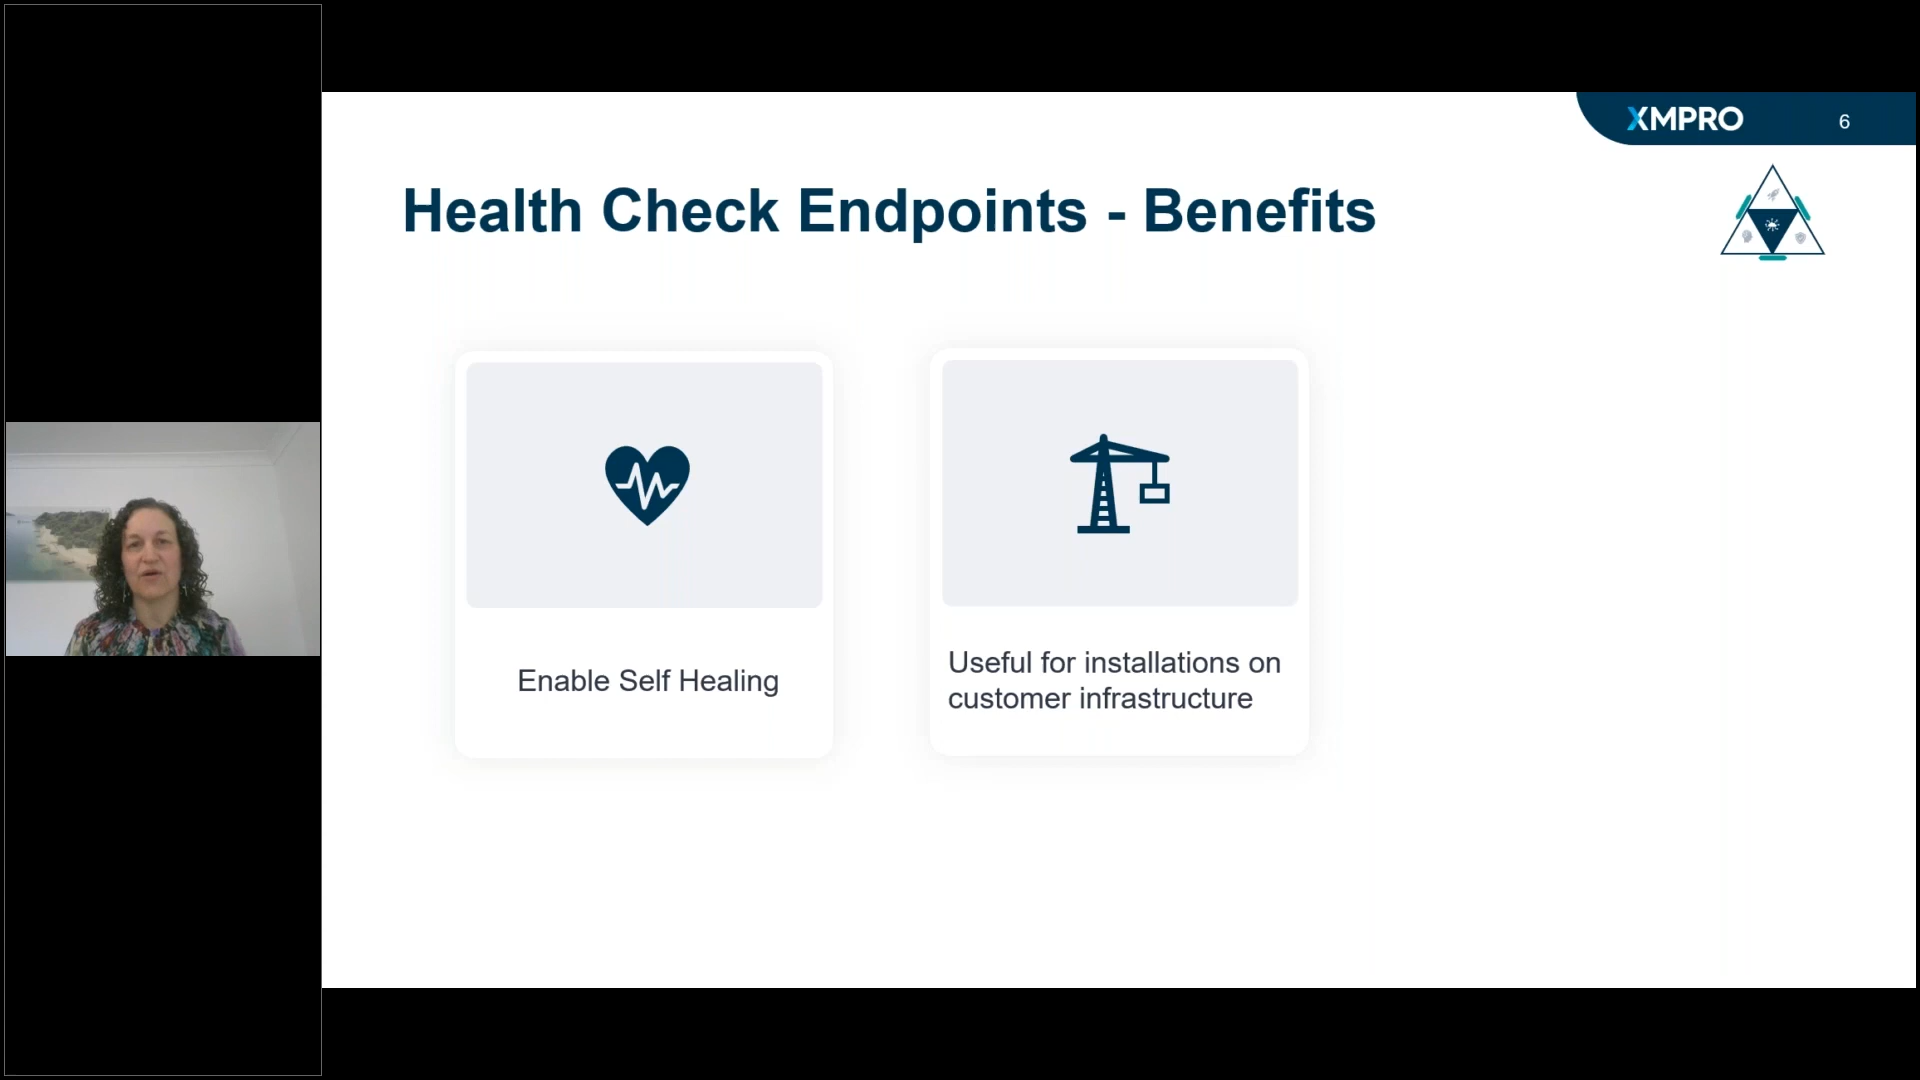 XMPRO
6
Health Check Endpoints - Benefits
Enable Self Healing
Useful for installations on
customer infrastructure